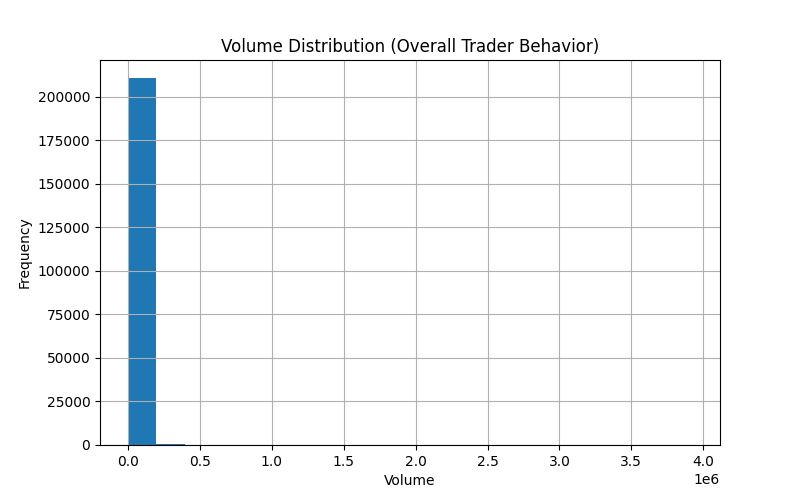 Volume Distribution (Overall Trader Behavior)
200000
175000
150000
125000
100000
75000
50000
25000
0
Frequency
0.0 0.5 1.0 1.5 2.0 2.5 3.0 3.5 4.0
1e6
Volume